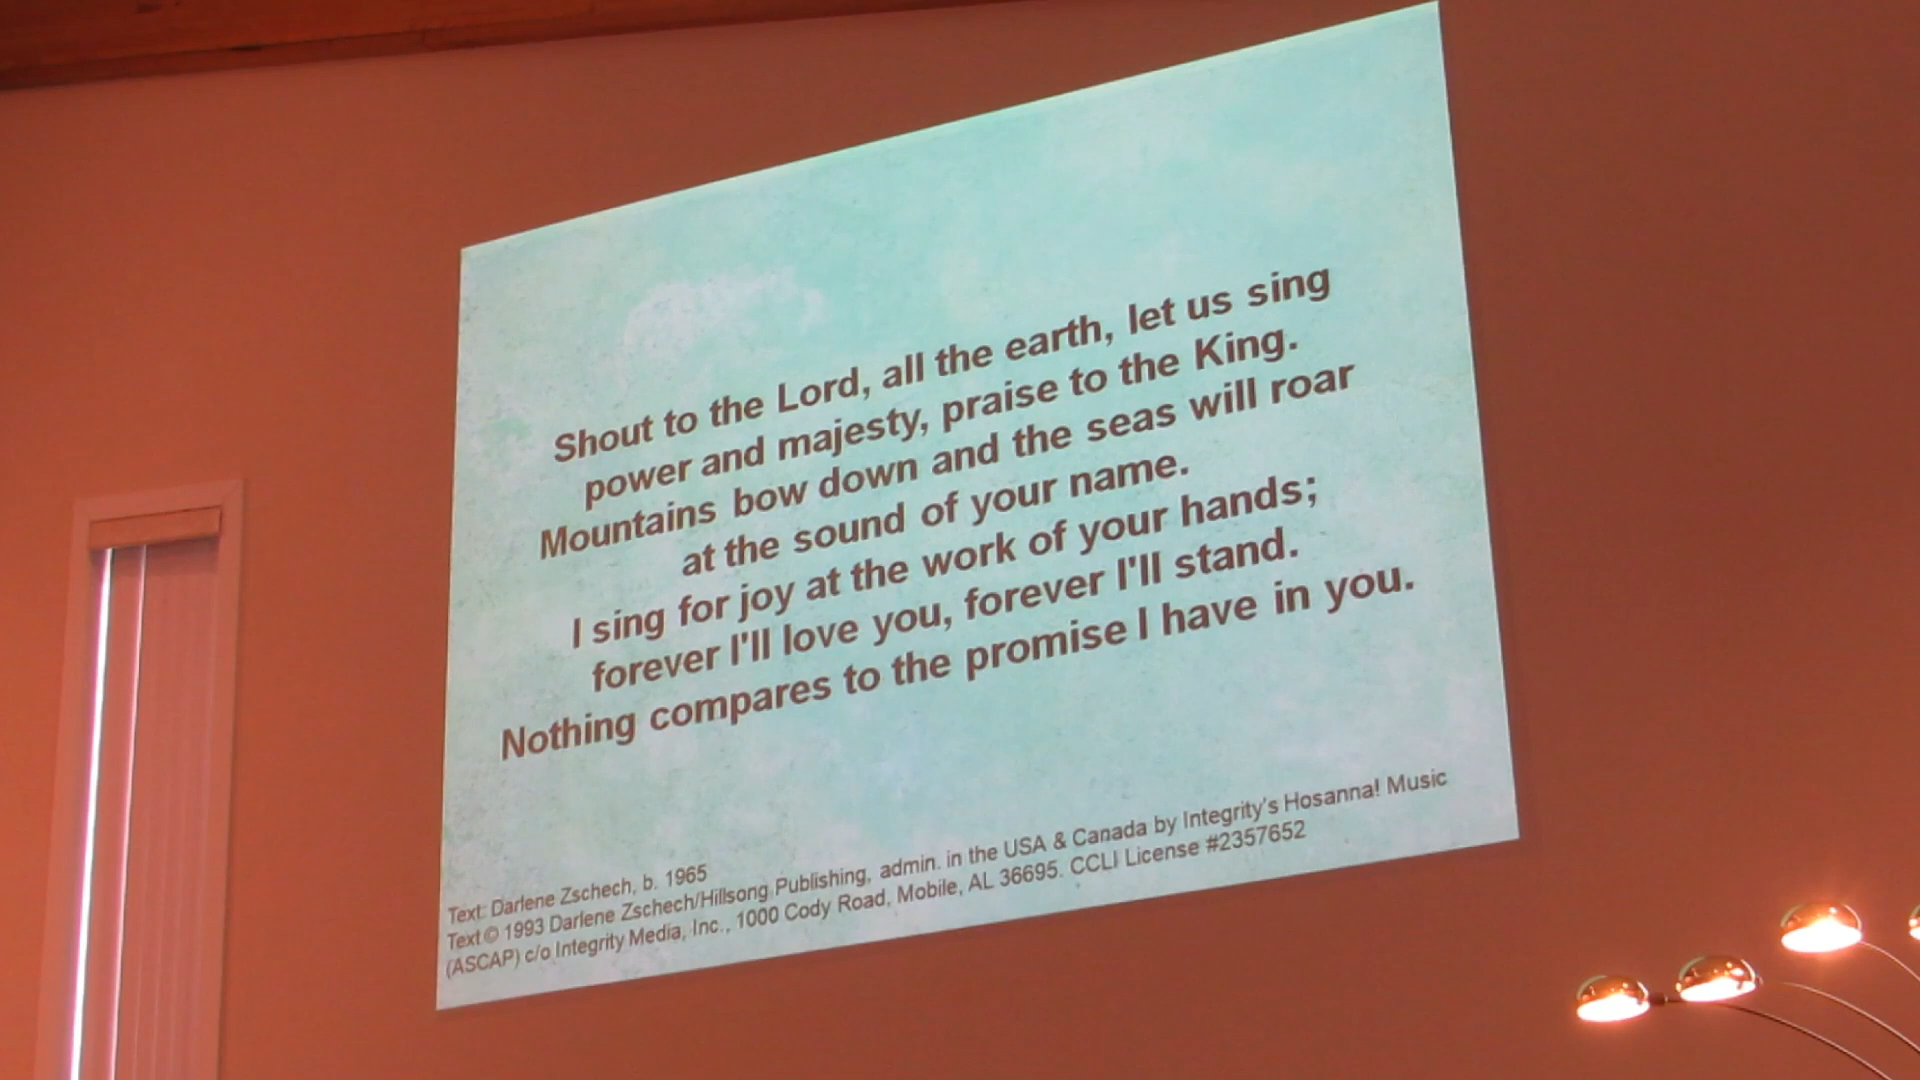 Shout to the Lord, all the earth, let us sing
power and majesty, praise to the King.
Mountains bow down and the seas will roar
at the sound of your name.
I sing for joy at the work of your hands;
forever I'll love you, forever I'll stand.
Nothing compares to the promise I have in you.
Text: Darlene Zschech, b. 1965
Text © 1993 Darlene Zschech/Hillsong Publishing, admin. in the USA & Canada by Integrity's Hosanna! Music
(ASCAP) c/o Integrity Media, Inc., 1000 Cody Road, Mobile, AL 36695. CCLI License #2357652